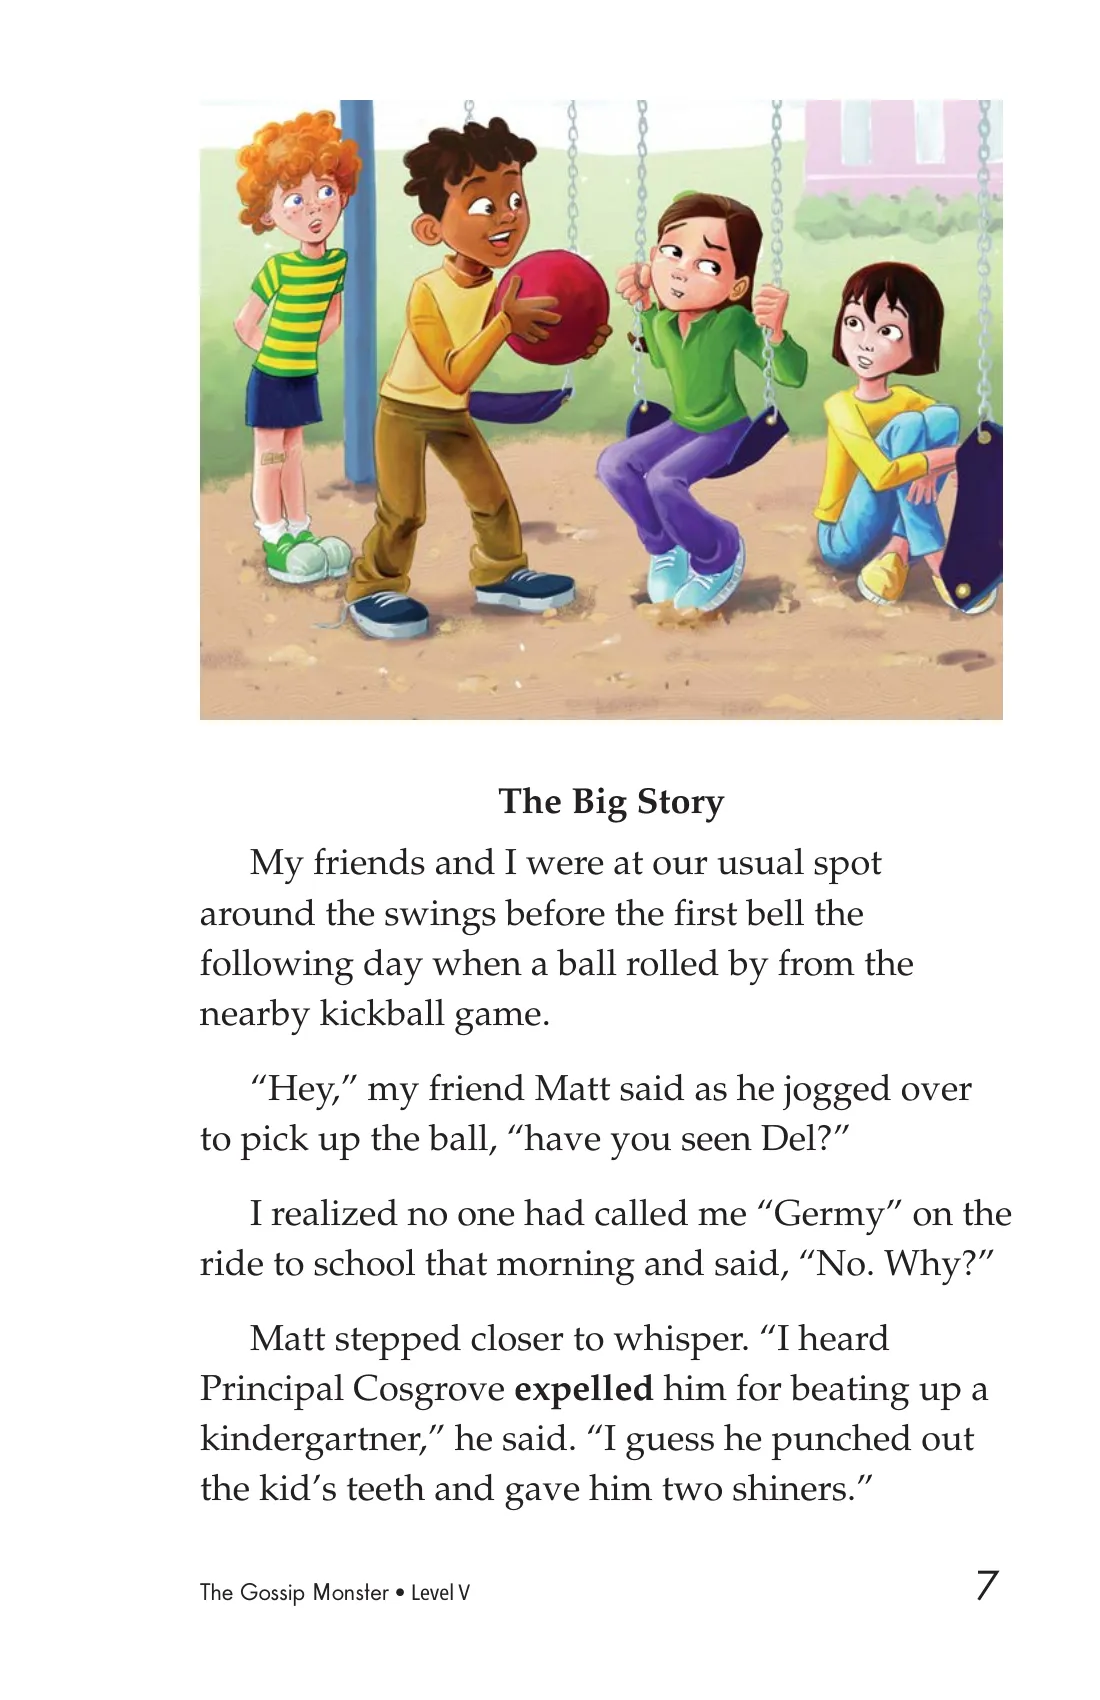 The Big Story
My friends and I were at our usual spot
around the swings before the first bell the
following day when a ball rolled by from the
nearby kickball game.
“Hey,” my friend Matt said as he jogged over
to pick up the ball, “have you seen Del?”
I realized no one had called me “Germy” on the
ride to school that morning and said, “No. Why?”
Matt stepped closer to whisper. “I heard
Principal Cosgrove expelled him for beating up a
kindergartner,” he said. “I guess he punched out
the kid’s teeth and gave him two shiners.”
The Gossip Monster • Level V
7